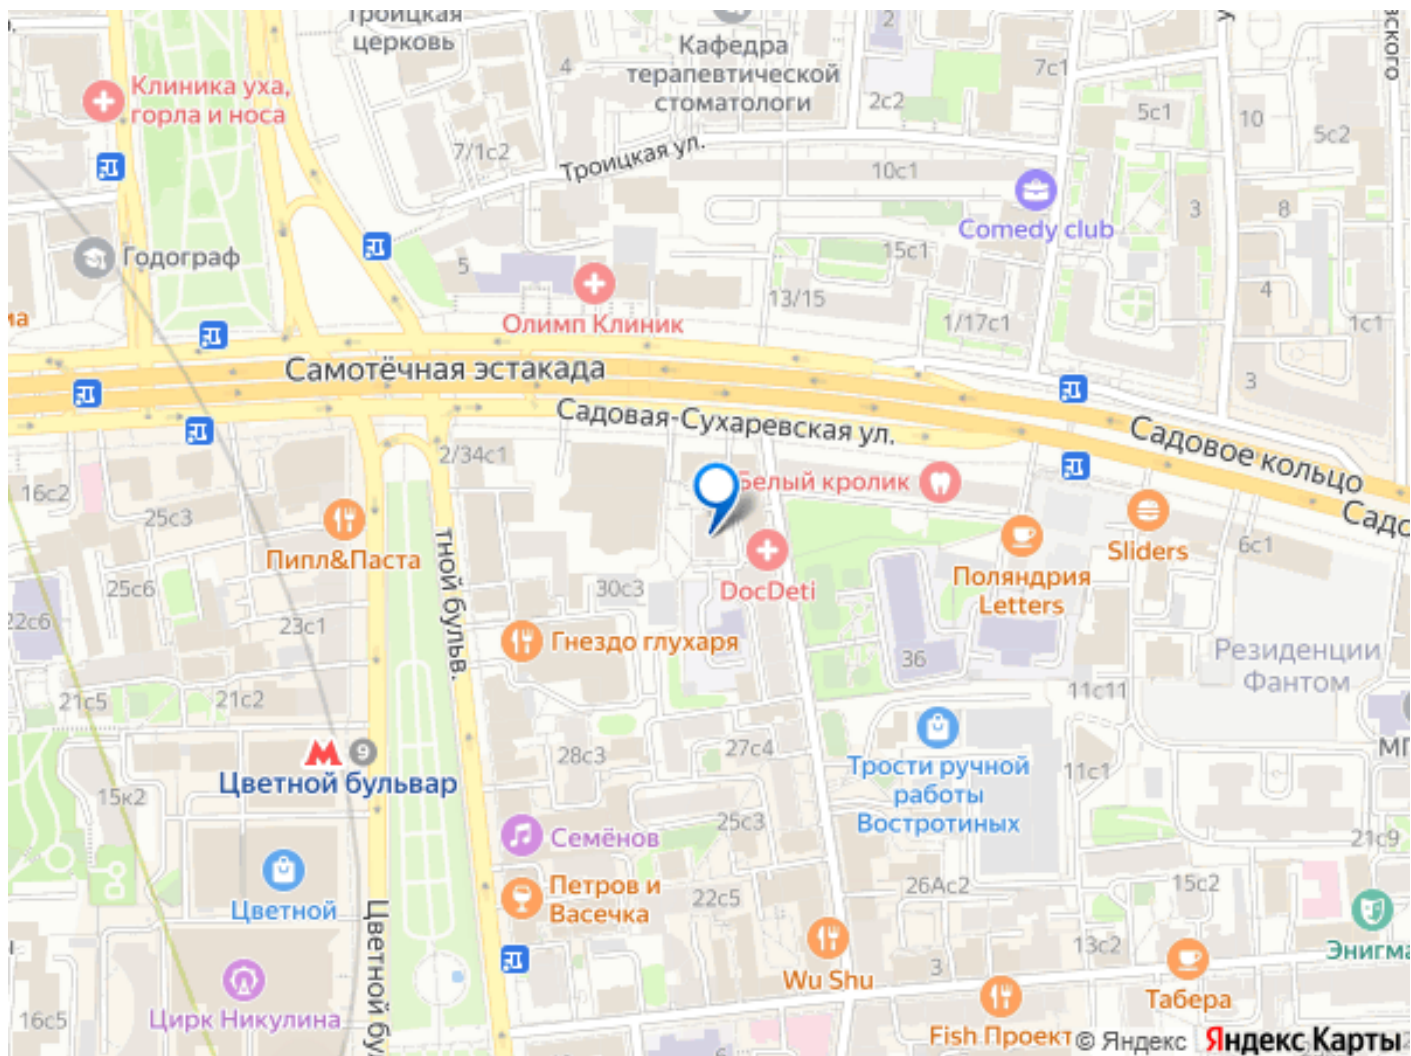 Троицкая
церковь
Кафедра
терапевтической
стоматологи
4
2
7с1
2с2
5с1
10
5с2
вского
Клиника уха,
горла и носа
7/1с2
Троицкая ул.
10с1
Comedy club
3
8
Годограф
5
15с1
13/15
4
Олимп Клиник
1/17с1
1с1
Самотёчная эстакада
3
Садовая-Сухаревская ул.
Садовое кольцо
2/34с1
Белый кролик
16с2
25с3
Пипл&Паста
Sliders
6с1
25с6
30с3
DocDeti
Поляндрия
Letters
22с6
23с1
тной бульв.
Гнездо глухаря
36
Резиденции
Фантом
21с5
21с2
11с11
28с3
27с4
9
Цветной бульвар
15к2
Трости ручной
работы
Востротиных
11с1
25с3
Семёнов
21с9
Цветной
Петров и
Васечка
22с5
26Ас2
15с2
Цветной бу
13с2
Энигма
Wu Shu
3
Табера
16с5
Цирк Никулина
Fish Проект
© Яндекс
Яндекс Карты